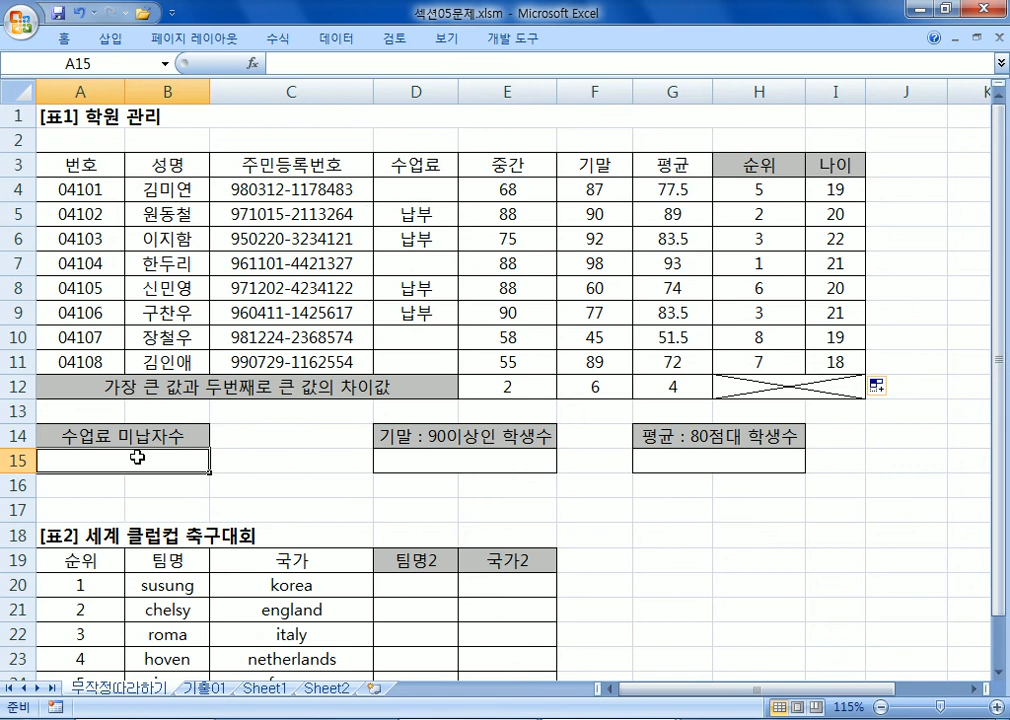 섹션05문제.xlsm - Microsoft Excel
홈 삽입 페이지 레이아웃 수식 데이터 검토 보기 개발 도구
A15 fx
A B C D E F G H I J K
1 [표1] 학원 관리
2
3 번호 성명 주민등록번호 수업료 중간 기말 평균 순위 나이
4 04101 김미연 980312-1178483 68 87 77.5 5 19
5 04102 원동철 971015-2113264 납부 88 90 89 2 20
6 04103 이지함 950220-3234121 납부 75 92 83.5 3 22
7 04104 한두리 961101-4421327 88 98 93 1 21
8 04105 신민영 971202-4234122 납부 88 60 74 6 20
9 04106 구찬우 960411-1425617 납부 90 77 83.5 3 21
10 04107 장철우 981224-2368574 58 45 51.5 8 19
11 04108 김인애 990729-1162554 55 89 72 7 18
12 가장 큰 값과 두번째로 큰 값의 차이값 2 6 4
13
14 수업료 미납자수 기말 : 90이상인 학생수 평균 : 80점대 학생수
15
16
17
18 [표2] 세계 클럽컵 축구대회
19 순위 팀명 국가 팀명2 국가2
20 1 susung korea
21 2 chelsy england
22 3 roma italy
23 4 hoven netherlands
무작정따라하기 기출01 Sheet1 Sheet2
준비 115%